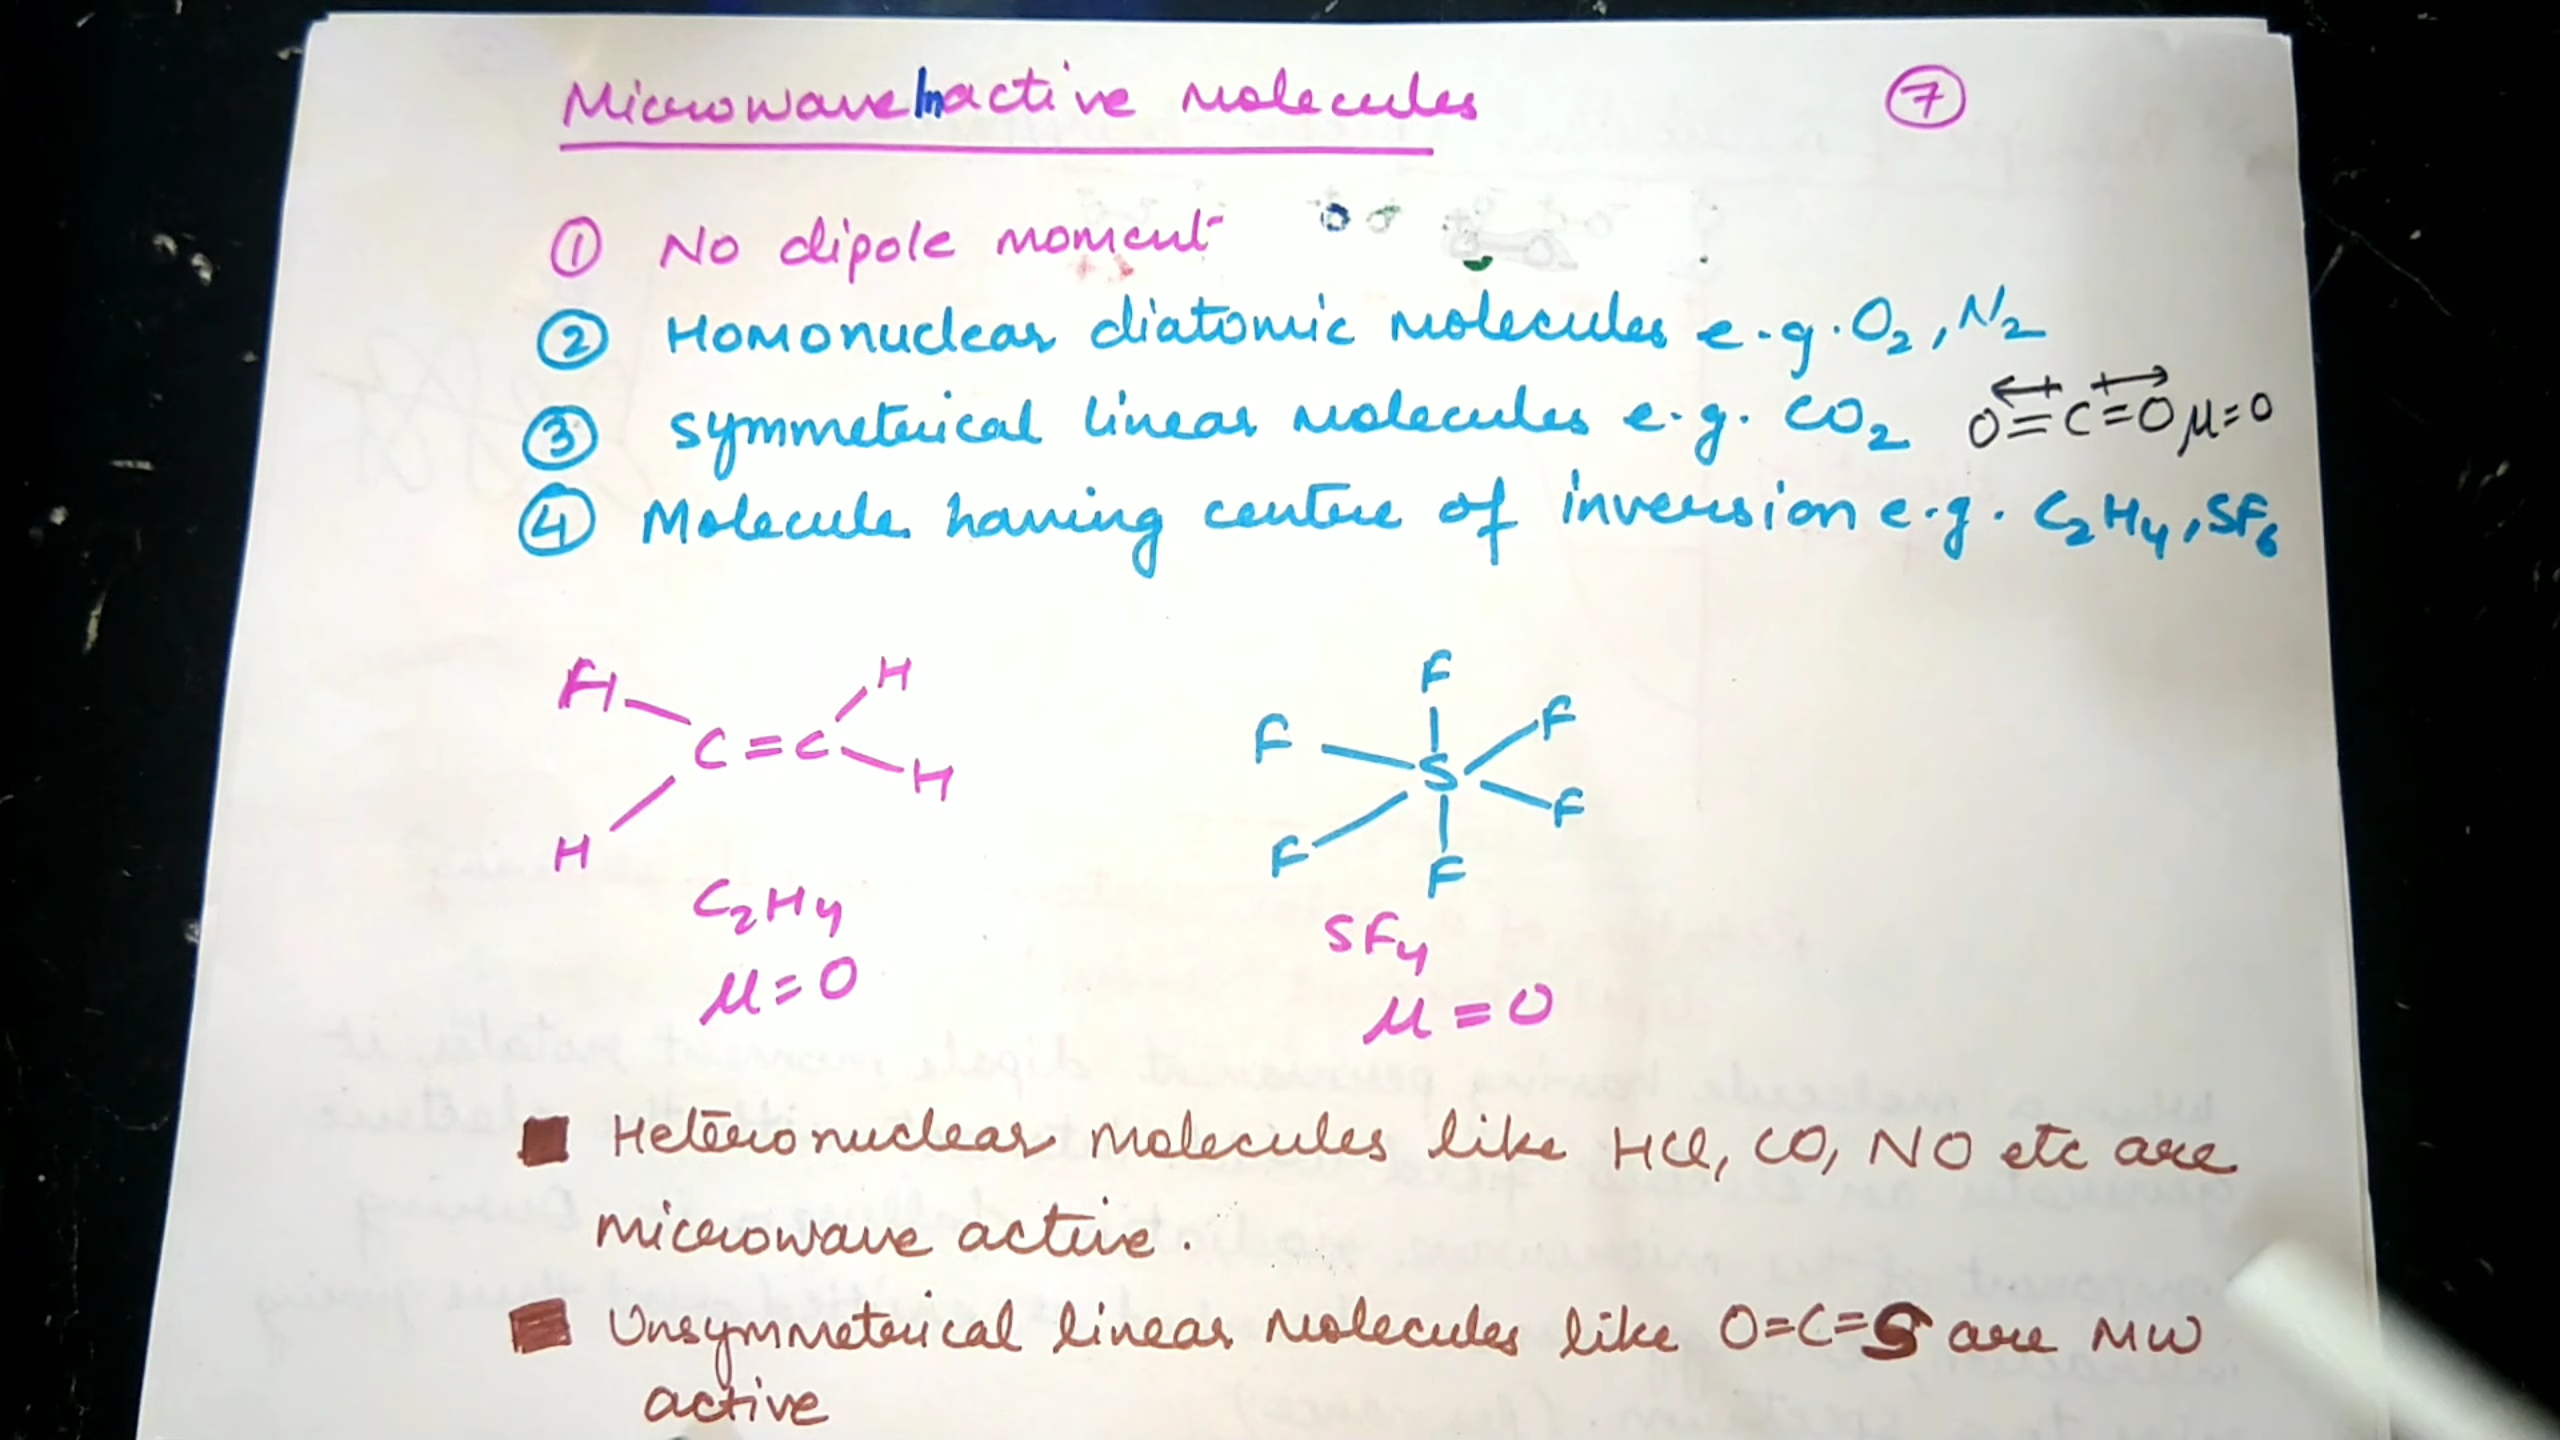 Microwave Inactive Molecules ⑦
① No dipole moment
② Homonuclear diatomic molecules e.g. O₂, N₂
③ symmetrical linear molecules e.g. CO₂ O=C=O μ=0
④ Molecule having centre of inversion e.g. C₂H₄, SF₆
H H F
F F
C=C S
H F
H F F
C₂H₄ SF₄
μ=0 μ=0
Heteronuclear molecules like HCl, CO, NO etc are
microwave active.
Unsymmetrical linear molecules like O=C=S are MW
active